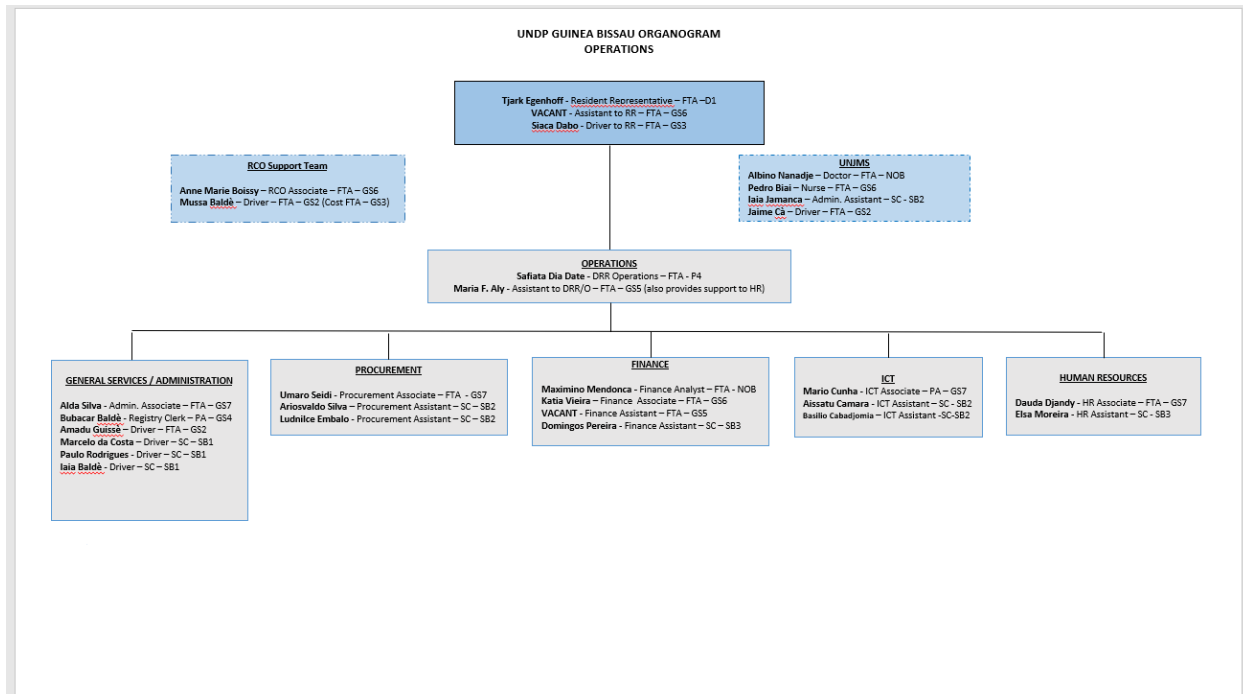 UNDP GUINEA BISSAU ORGANOGRAM
OPERATIONS
Tjark Egenhoff - Resident Representative – FTA –D1
VACANT - Assistant to RR – FTA – GS6
Siaca Dabo - Driver to RR – FTA – GS3
RCO Support Team
Anne Marie Boissy – RCO Associate – FTA – GS6
Mussa Baldè – Driver – FTA – GS2 (Cost FTA – GS3)
UNJMS
Albino Nanadje – Doctor – FTA – NOB
Pedro Biai – Nurse – FTA – GS6
Iaia Jamanca – Admin. Assistant – SC - SB2
Jaime Cà – Driver – FTA – GS2
OPERATIONS
Safiata Dia Date - DRR Operations – FTA - P4
Maria F. Aly - Assistant to DRR/O – FTA – GS5 (also provides support to HR)
GENERAL SERVICES / ADMINISTRATION
Alda Silva - Admin. Associate – FTA – GS7
Bubacar Baldè - Registry Clerk – PA – GS4
Amadu Guissè – Driver – FTA – GS2
Marcelo da Costa – Driver – SC – SB1
Paulo Rodrigues - Driver – SC – SB1
Iaia Baldè - Driver – SC – SB1
PROCUREMENT
Umaro Seidi - Procurement Associate – FTA - GS7
Ariosvaldo Silva – Procurement Assistant – SC – SB2
Ludnilce Embalo - Procurement Assistant – SC – SB2
FINANCE
Maximino Mendonca - Finance Analyst – FTA - NOB
Katia Vieira – Finance Associate – FTA – GS6
VACANT - Finance Assistant – FTA – GS5
Domingos Pereira - Finance Assistant – SC – SB3
ICT
Mario Cunha - ICT Associate – PA – GS7
Aissatu Camara - ICT Assistant – SC - SB2
Basilio Cabadjomia – ICT Assistant -SC-SB2
HUMAN RESOURCES
Dauda Djandy - HR Associate – FTA – GS7
Elsa Moreira - HR Assistant – SC - SB3